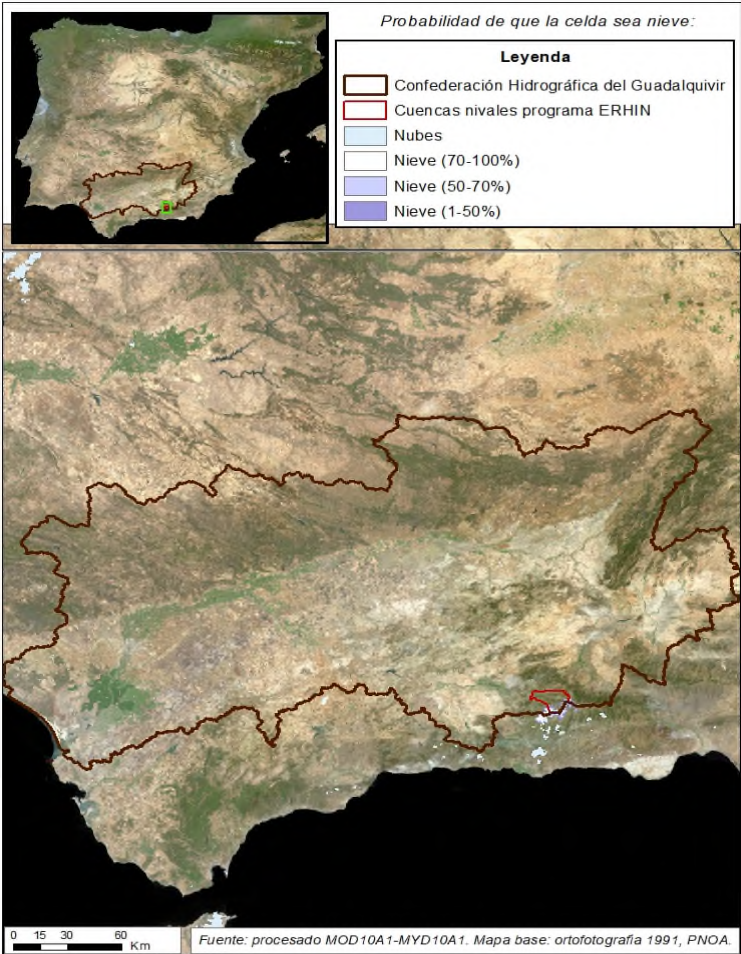 Probabilidad de que la celda sea nieve:
Leyenda
Confederación Hidrográfica del Guadalquivir
Cuencas nivales programa ERHIN
Nubes
Nieve (70-100%)
Nieve (50-70%)
Nieve (1-50%)
0 15 30 60
Km
Fuente: procesado MOD10A1-MYD10A1. Mapa base: ortofotografia 1991, PNOA.